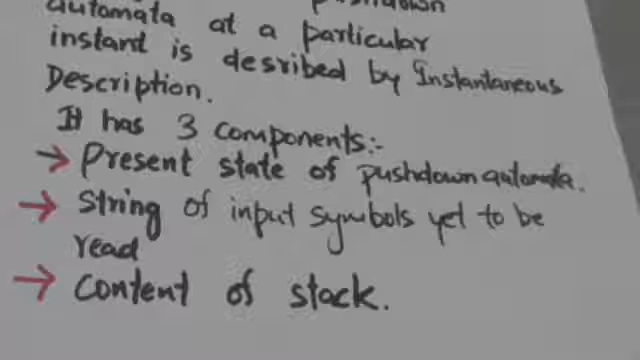 pushdown
automata at a particular
instant is desribed by Instantaneous
Description.
It has 3 components:-
→ Present state of pushdown automata.
→ String of input symbols yet to be
read
→ Content of stack.